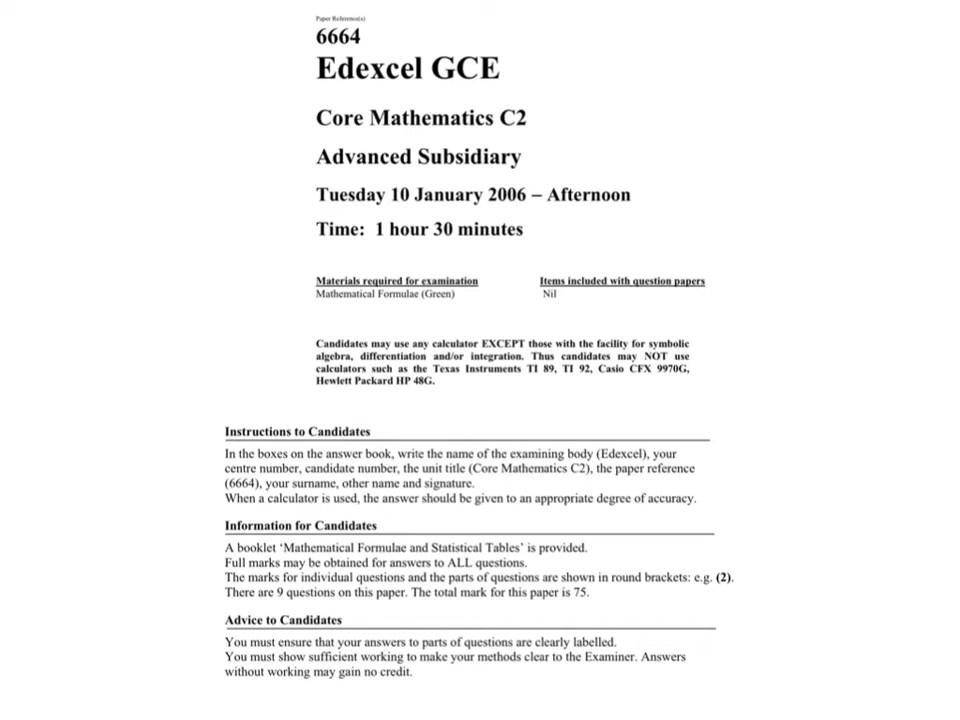 Paper Reference(s)
6664
Edexcel GCE
Core Mathematics C2
Advanced Subsidiary
Tuesday 10 January 2006 – Afternoon
Time: 1 hour 30 minutes
Materials required for examination Items included with question papers
Mathematical Formulae (Green) Nil
Candidates may use any calculator EXCEPT those with the facility for symbolic
algebra, differentiation and/or integration. Thus candidates may NOT use
calculators such as the Texas Instruments TI 89, TI 92, Casio CFX 9970G,
Hewlett Packard HP 48G.
Instructions to Candidates
In the boxes on the answer book, write the name of the examining body (Edexcel), your
centre number, candidate number, the unit title (Core Mathematics C2), the paper reference
(6664), your surname, other name and signature.
When a calculator is used, the answer should be given to an appropriate degree of accuracy.
Information for Candidates
A booklet ‘Mathematical Formulae and Statistical Tables’ is provided.
Full marks may be obtained for answers to ALL questions.
The marks for individual questions and the parts of questions are shown in round brackets: e.g. (2).
There are 9 questions on this paper. The total mark for this paper is 75.
Advice to Candidates
You must ensure that your answers to parts of questions are clearly labelled.
You must show sufficient working to make your methods clear to the Examiner. Answers
without working may gain no credit.